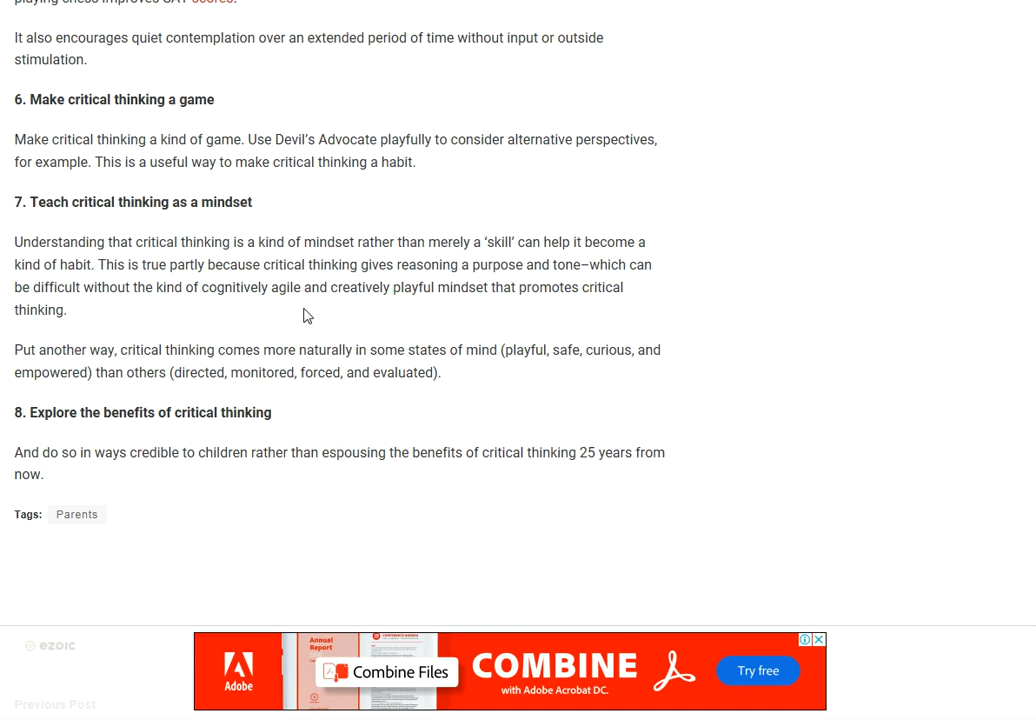 playing chess improves SAT scores.
It also encourages quiet contemplation over an extended period of time without input or outside
stimulation.
6. Make critical thinking a game
Make critical thinking a kind of game. Use Devil’s Advocate playfully to consider alternative perspectives,
for example. This is a useful way to make critical thinking a habit.
7. Teach critical thinking as a mindset
Understanding that critical thinking is a kind of mindset rather than merely a ‘skill’ can help it become a
kind of habit. This is true partly because critical thinking gives reasoning a purpose and tone–which can
be difficult without the kind of cognitively agile and creatively playful mindset that promotes critical
thinking.
Put another way, critical thinking comes more naturally in some states of mind (playful, safe, curious, and
empowered) than others (directed, monitored, forced, and evaluated).
8. Explore the benefits of critical thinking
And do so in ways credible to children rather than espousing the benefits of critical thinking 25 years from
now.
Tags: Parents
ezoic
Adobe
Annual
Report
Combine Files
COMBINE
with Adobe Acrobat DC.
Try free
Previous Post